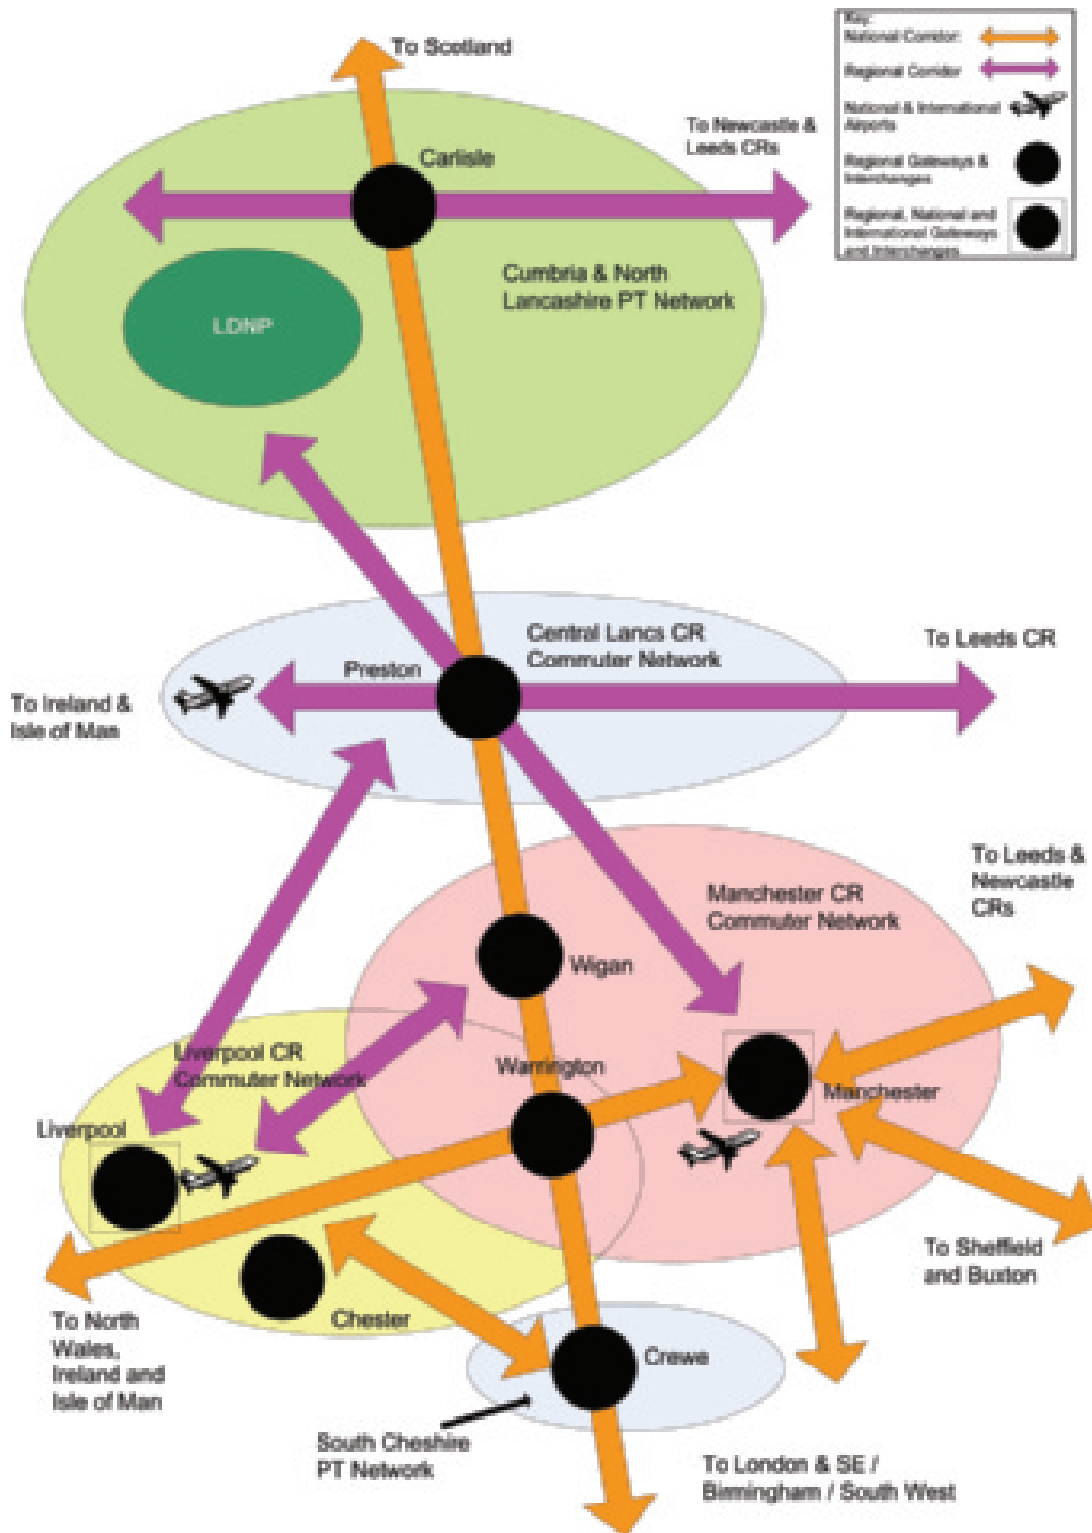 To Scotland
Key:
National Corridor:
Regional Corridor
National & International
Airports
Regional Gateways &
Interchanges
Regional, National and
International Gateways
and Interchanges
To Newcastle &
Leeds CRs
Carlisle
Cumbria & North
Lancashire PT Network
LDNP
Central Lancs CR
Commuter Network
To Leeds CR
Preston
To Ireland &
Isle of Man
To Leeds &
Newcastle
CRs
Manchester CR
Commuter Network
Wigan
Liverpool CR
Commuter Network
Warrington
Manchester
Liverpool
To Sheffield
and Buxton
To North
Wales,
Ireland and
Isle of Man
Chester
Crewe
South Cheshire
PT Network
To London & SE /
Birmingham / South West